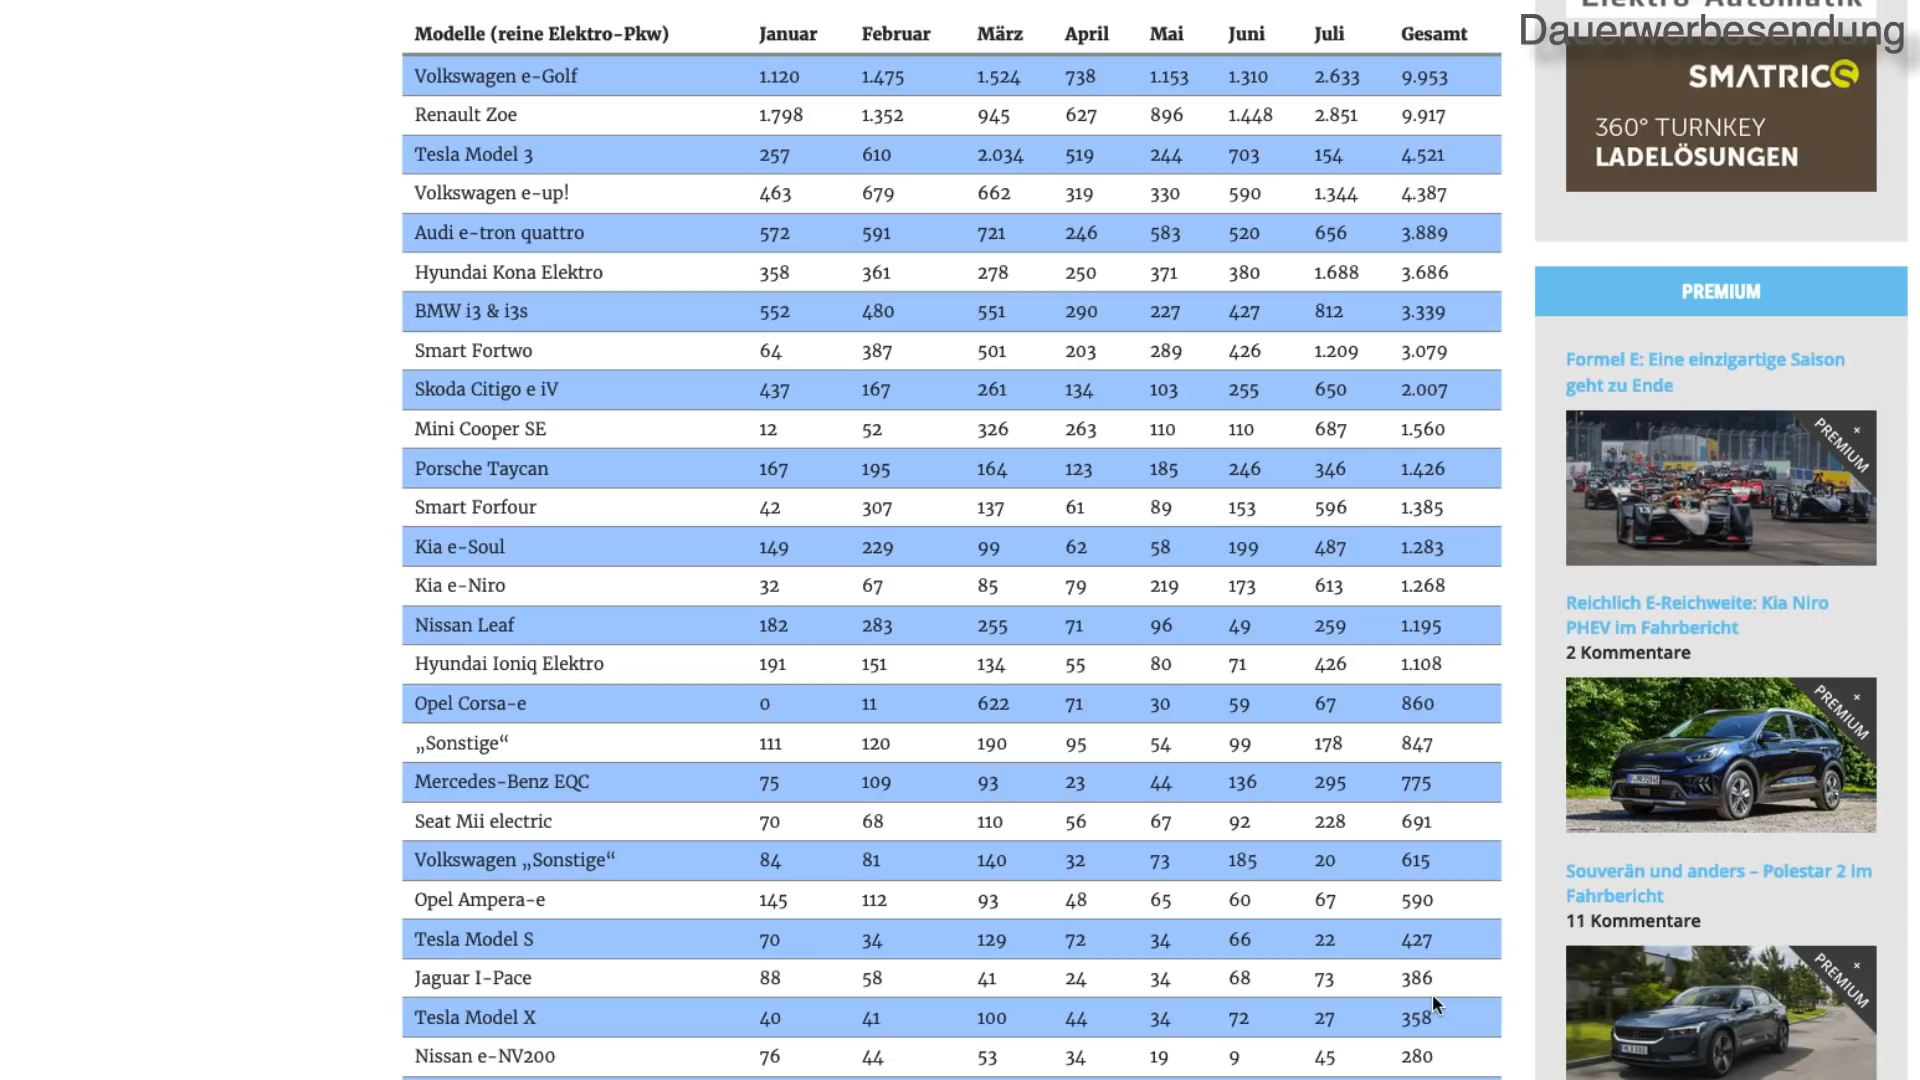 Modelle (reine Elektro-Pkw) Januar Februar März April Mai Juni Juli Gesamt
Volkswagen e-Golf 1.120 1.475 1.524 738 1.153 1.310 2.633 9.953
Renault Zoe 1.798 1.352 945 627 896 1.448 2.851 9.917
Tesla Model 3 257 610 2.034 519 244 703 154 4.521
Volkswagen e-up! 463 679 662 319 330 590 1.344 4.387
Audi e-tron quattro 572 591 721 246 583 520 656 3.889
Hyundai Kona Elektro 358 361 278 250 371 380 1.688 3.686
BMW i3 & i3s 552 480 551 290 227 427 812 3.339
Smart Fortwo 64 387 501 203 289 426 1.209 3.079
Skoda Citigo e iV 437 167 261 134 103 255 650 2.007
Mini Cooper SE 12 52 326 263 110 110 687 1.560
Porsche Taycan 167 195 164 123 185 246 346 1.426
Smart Forfour 42 307 137 61 89 153 596 1.385
Kia e-Soul 149 229 99 62 58 199 487 1.283
Kia e-Niro 32 67 85 79 219 173 613 1.268
Nissan Leaf 182 283 255 71 96 49 259 1.195
Hyundai Ioniq Elektro 191 151 134 55 80 71 426 1.108
Opel Corsa-e 0 11 622 71 30 59 67 860
„Sonstige“ 111 120 190 95 54 99 178 847
Mercedes-Benz EQC 75 109 93 23 44 136 295 775
Seat Mii electric 70 68 110 56 67 92 228 691
Volkswagen „Sonstige“ 84 81 140 32 73 185 20 615
Opel Ampera-e 145 112 93 48 65 60 67 590
Tesla Model S 70 34 129 72 34 66 22 427
Jaguar I-Pace 88 58 41 24 34 68 73 386
Tesla Model X 40 41 100 44 34 72 27 358
Nissan e-NV200 76 44 53 34 19 9 45 280
Elektro-Automatik
Dauerwerbesendung
SMATRICS
360° TURNKEY
LADELÖSUNGEN
PREMIUM
Formel E: Eine einzigartige Saison
geht zu Ende
PREMIUM
Reichlich E-Reichweite: Kia Niro
PHEV im Fahrbericht
2 Kommentare
PREMIUM
Souverän und anders – Polestar 2 im
Fahrbericht
11 Kommentare
PREMIUM